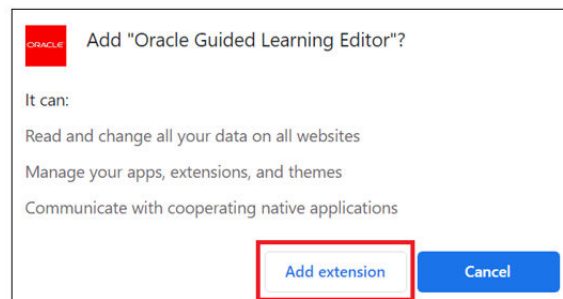 ORACLE
Add "Oracle Guided Learning Editor"?
It can:
Read and change all your data on all websites
Manage your apps, extensions, and themes
Communicate with cooperating native applications
Add extension
Cancel